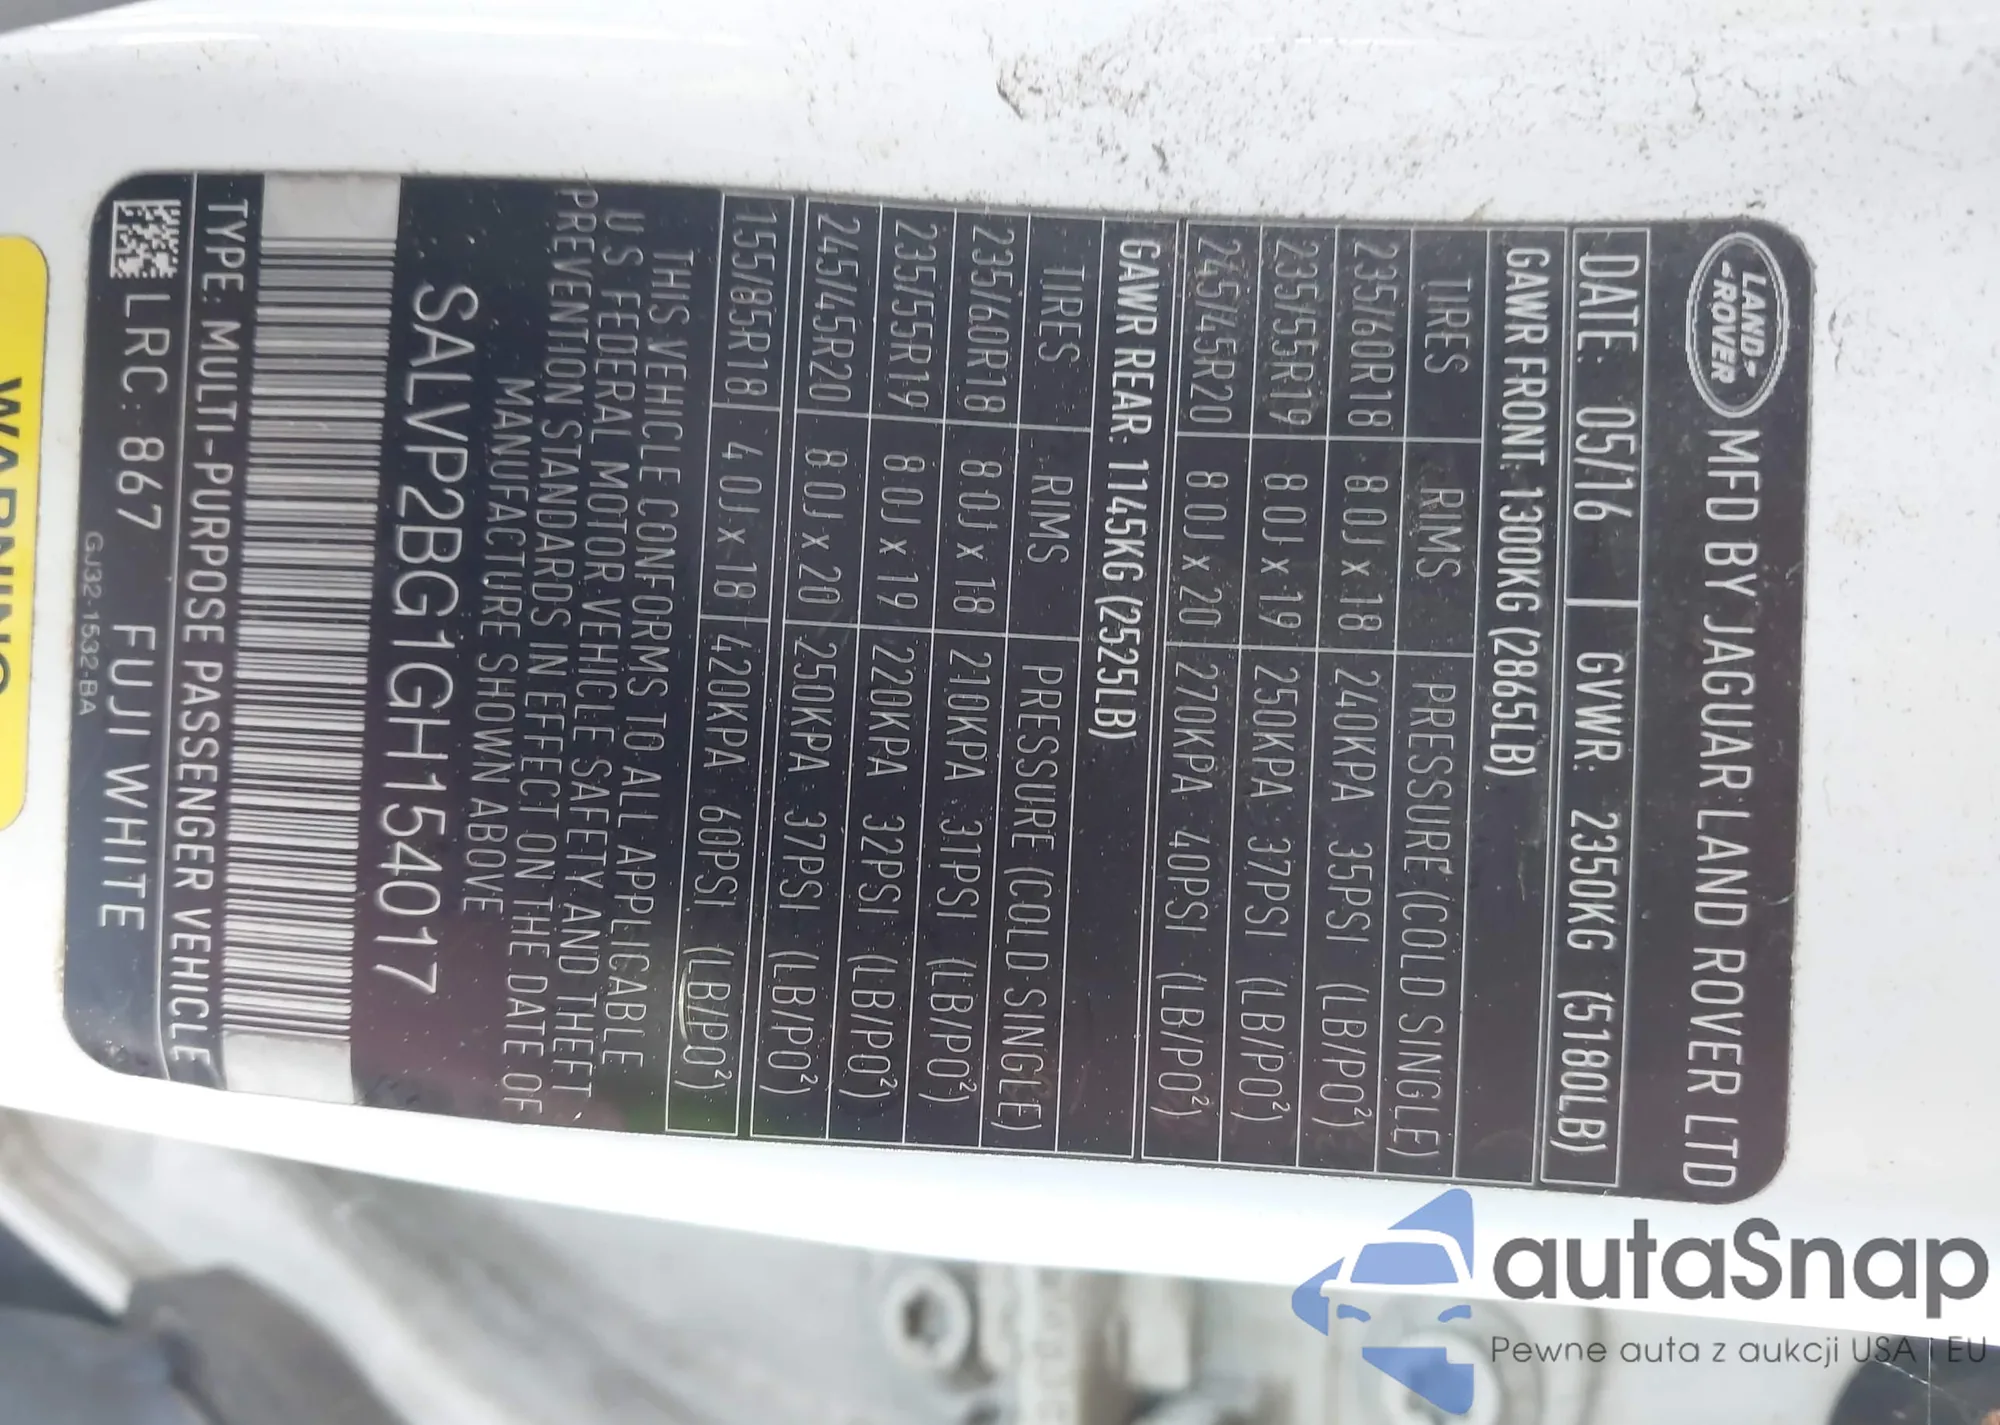 LAND-
-ROVER
MFD BY JAGUAR LAND ROVER LTD
DATE: 05/16 GVWR: 2350KG (5180LB)
GAWR FRONT: 1300KG (2865LB)
TIRES RIMS PRESSURE (COLD SINGLE)
235/60R18 8.0J x 18 240KPA 35PSI (LB/PO²)
235/55R19 8.0J x 19 250KPA 37PSI (LB/PO²)
245/45R20 8.0J x 20 270KPA 40PSI (LB/PO²)
GAWR REAR: 1145KG (2525LB)
TIRES RIMS PRESSURE (COLD SINGLE)
235/60R18 8.0J x 18 210KPA 31PSI (LB/PO²)
235/55R19 8.0J x 19 220KPA 32PSI (LB/PO²)
245/45R20 8.0J x 20 250KPA 37PSI (LB/PO²)
155/85R18 4.0J x 18 420KPA 60PSI (LB/PO²)
THIS VEHICLE CONFORMS TO ALL APPLICABLE
U.S FEDERAL MOTOR VEHICLE SAFETY AND THEFT
PREVENTION STANDARDS IN EFFECT ON THE DATE OF
MANUFACTURE SHOWN ABOVE
SALVP2BG1GH154017
TYPE: MULTI-PURPOSE PASSENGER VEHICLE
LRC: 867 FUJI WHITE
GJ32-1532-BA
WARNING
autaSnap
Pewne auta z aukcji USA i EU